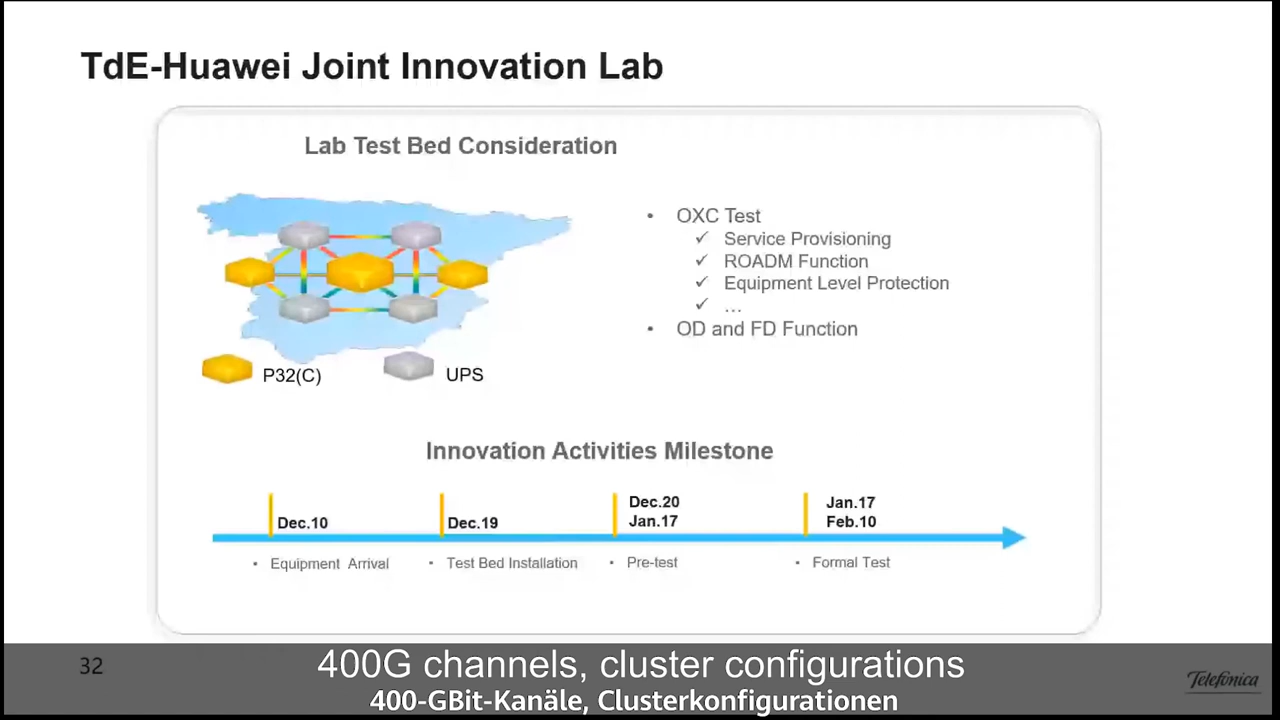 TdE-Huawei Joint Innovation Lab
Lab Test Bed Consideration
• OXC Test
✓ Service Provisioning
✓ ROADM Function
✓ Equipment Level Protection
✓ …
• OD and FD Function
P32(C)
UPS
Innovation Activities Milestone
Dec.10
Dec.19
Dec.20
Jan.17
Jan.17
Feb.10
• Equipment Arrival
• Test Bed Installation
• Pre-test
• Formal Test
32
400G channels, cluster configurations
400-GBit-Kanäle, Clusterkonfigurationen
Telefónica